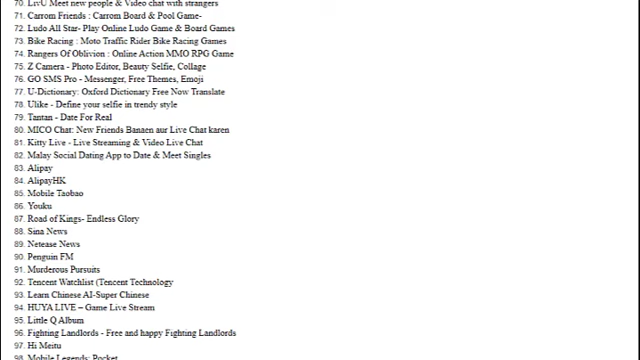 70. LivU Meet new people & Video chat with strangers
71. Carrom Friends : Carrom Board & Pool Game-
72. Ludo All Star- Play Online Ludo Game & Board Games
73. Bike Racing : Moto Traffic Rider Bike Racing Games
74. Rangers Of Oblivion : Online Action MMO RPG Game
75. Z Camera - Photo Editor, Beauty Selfie, Collage
76. GO SMS Pro - Messenger, Free Themes, Emoji
77. U-Dictionary: Oxford Dictionary Free Now Translate
78. Ulike - Define your selfie in trendy style
79. Tantan - Date For Real
80. MICO Chat: New Friends Banaen aur Live Chat karen
81. Kitty Live - Live Streaming & Video Live Chat
82. Malay Social Dating App to Date & Meet Singles
83. Alipay
84. AlipayHK
85. Mobile Taobao
86. Youku
87. Road of Kings- Endless Glory
88. Sina News
89. Netease News
90. Penguin FM
91. Murderous Pursuits
92. Tencent Watchlist (Tencent Technology
93. Learn Chinese AI-Super Chinese
94. HUYA LIVE – Game Live Stream
95. Little Q Album
96. Fighting Landlords - Free and happy Fighting Landlords
97. Hi Meitu
98. Mobile Legends: Pocket